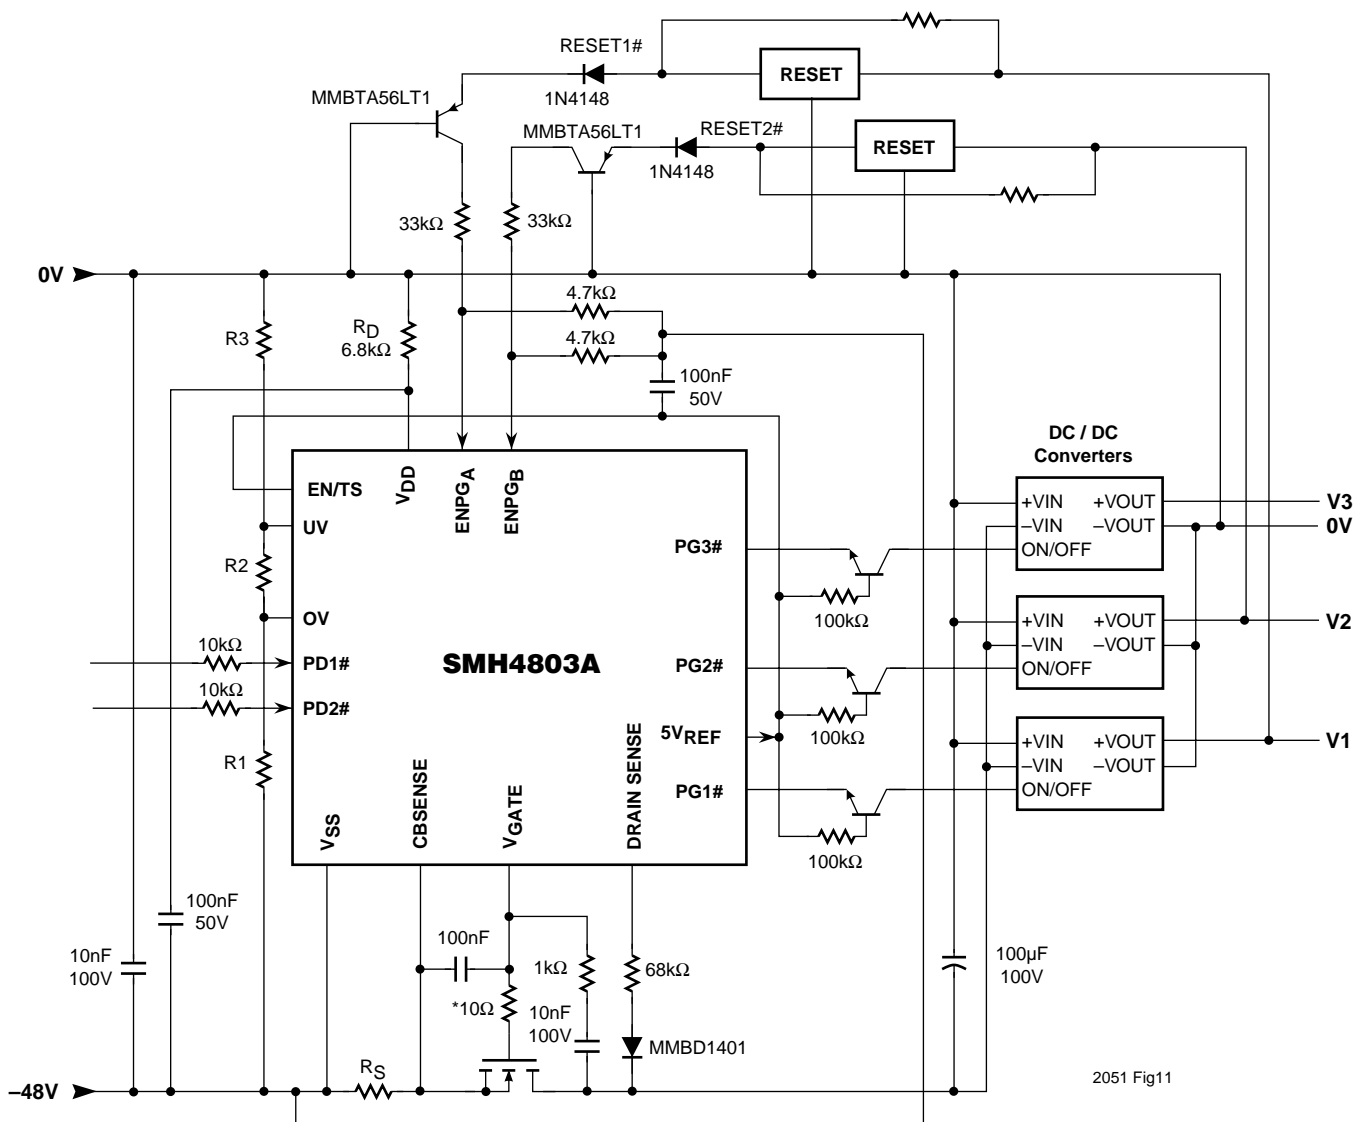 RESET1#
RESET
MMBTA56LT1
1N4148
MMBTA56LT1
RESET2#
RESET
1N4148
33kΩ
33kΩ
0V
4.7kΩ
R3
RD
6.8kΩ
4.7kΩ
100nF
50V
DC / DC
Converters
EN/TS
VDD
ENPGA
ENPGB
+VIN
+VOUT
V3
UV
–VIN
–VOUT
0V
PG3#
ON/OFF
R2
100kΩ
OV
+VIN
+VOUT
V2
10kΩ
–VIN
–VOUT
PD1#
SMH4803A
PG2#
ON/OFF
10kΩ
PD2#
5VREF
100kΩ
+VIN
+VOUT
V1
R1
–VIN
–VOUT
PG1#
ON/OFF
VSS
CBSENSE
VGATE
DRAIN SENSE
100kΩ
100nF
50V
100nF
10nF
100V
1kΩ
68kΩ
100µF
100V
*10Ω
10nF
100V
MMBD1401
RS
–48V
2051 Fig11